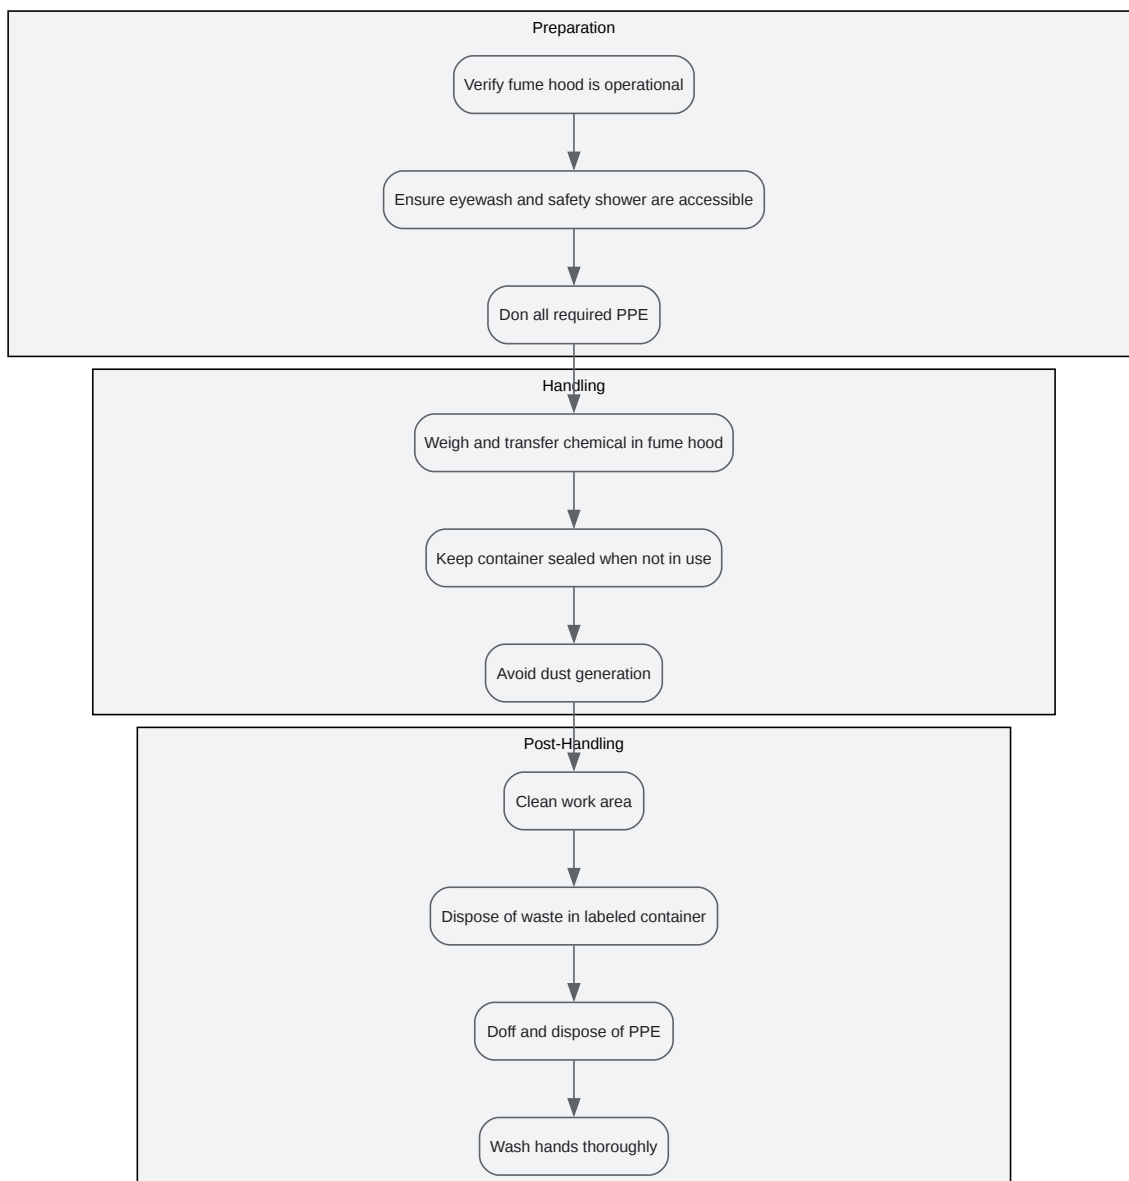 Preparation
Verify fume hood is operational
Ensure eyewash and safety shower are accessible
Don all required PPE
Handling
Weigh and transfer chemical in fume hood
Keep container sealed when not in use
Avoid dust generation
Post-Handling
Clean work area
Dispose of waste in labeled container
Doff and dispose of PPE
Wash hands thoroughly